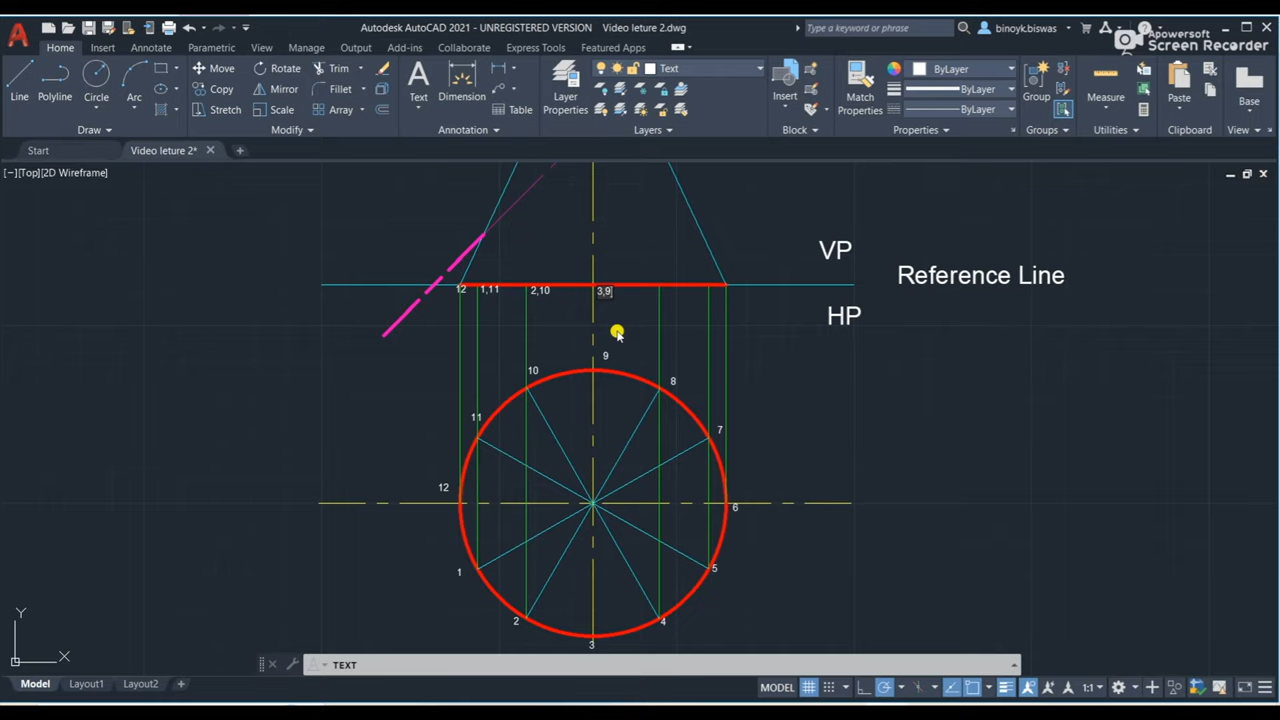 Autodesk AutoCAD 2021 - UNREGISTERED VERSION Video leture 2.dwg
Type a keyword or phrase
binoyk.biswas
Apowersoft
Screen Recorder
Home Insert Annotate Parametric View Manage Output Add-ins Collaborate Express Tools Featured Apps
Line Polyline Circle Arc
Move Rotate Trim
Copy Mirror Fillet
Stretch Scale Array
Text Dimension Table
Layer Properties
Text
Insert
Match Properties
ByLayer
ByLayer
ByLayer
Group
Measure
Paste
Base
Draw Modify Annotation Layers Block Properties Groups Utilities Clipboard View
Start Video leture 2*
[−][Top][2D Wireframe]
VP
Reference Line
HP
12 1,11 2,10 3,9
9
10 8
11 7
12 6
1 5
2 4
3
Y
X
TEXT
Model Layout1 Layout2
MODEL 1:1